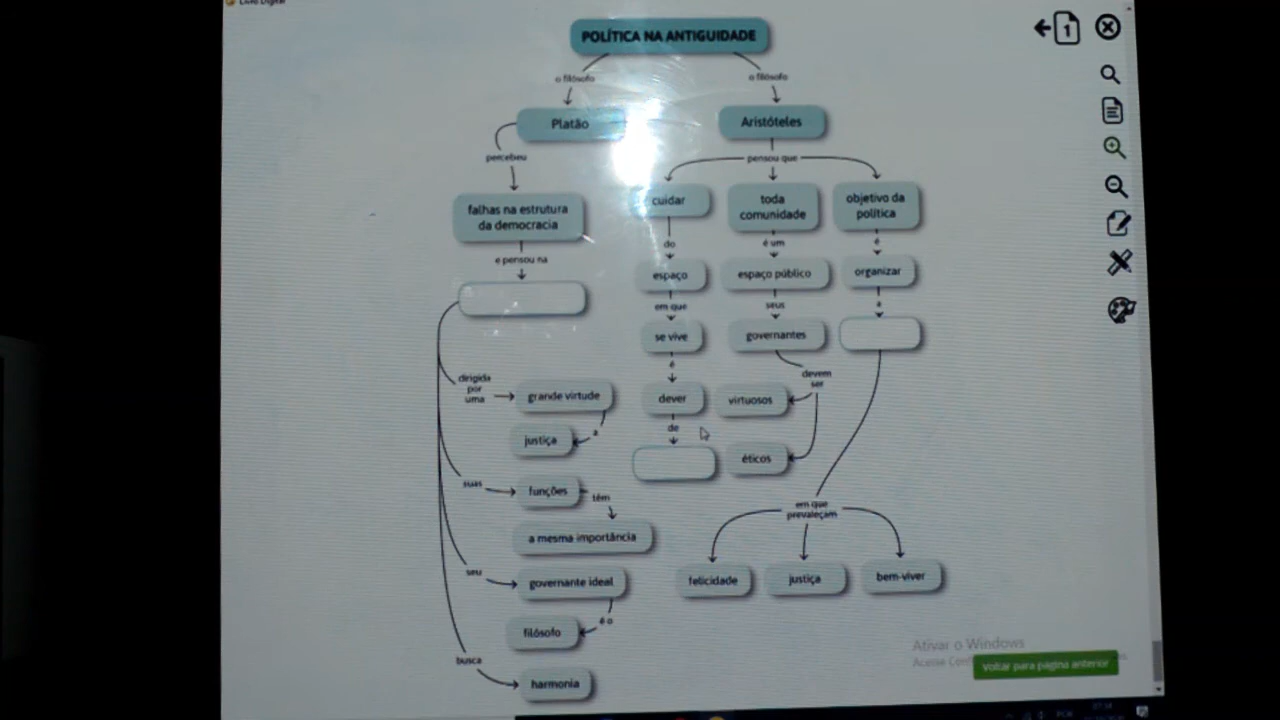 Livro Digital
POLÍTICA NA ANTIGUIDADE
o filósofo
o filósofo
Platão
Aristóteles
percebeu
pensou que
falhas na estrutura
da democracia
e pensou na
dirigida
por
uma
grande virtude
a
justiça
suas
funções
têm
a mesma importância
seu
governante ideal
é o
filósofo
busca
harmonia
cuidar
do
espaço
em que
se vive
é
dever
de
toda
comunidade
é um
espaço público
seus
governantes
devem
ser
virtuosos
éticos
objetivo da
política
é
organizar
a
em que
prevaleçam
felicidade
justiça
bem-viver
1
Ativar o Windows
Voltar para página anterior